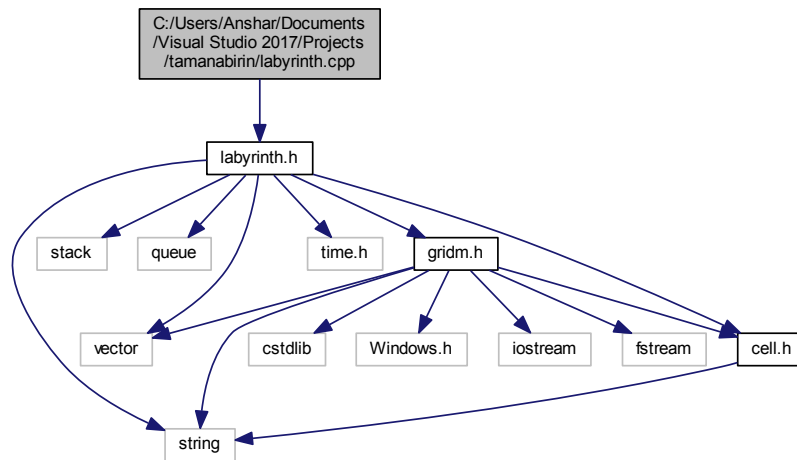 C:/Users/Anshar/Documents
/Visual Studio 2017/Projects
/tamanabirin/labyrinth.cpp
labyrinth.h
stack
queue
time.h
gridm.h
vector
cstdlib
Windows.h
iostream
fstream
cell.h
string